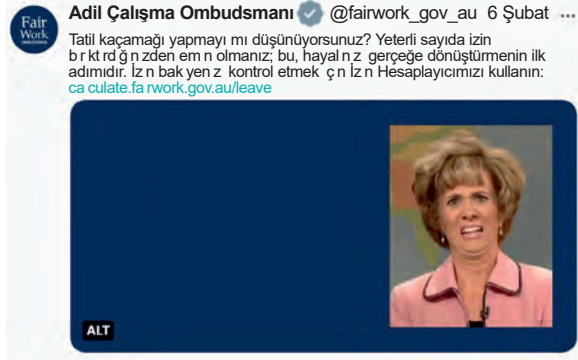 Fair
Work
OMBUDSMAN
Adil Çalışma Ombudsmanı @fairwork_gov_au 6 Şubat ...
Tatil kaçamağı yapmayı mı düşünüyorsunuz? Yeterli sayıda izin
b r kt rd ğ n zden em n olmanız; bu, hayal n z gerçeğe dönüştürmenin ilk
adımıdır. İz n bak yen z kontrol etmek ç n İz n Hesaplayıcımızı kullanın:
ca culate.fa rwork.gov.au/leave
ALT